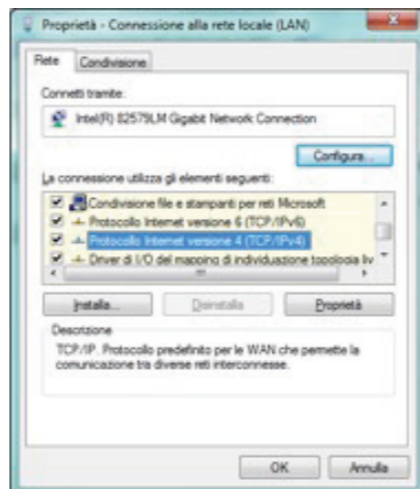 Proprietà - Connessione alla rete locale (LAN)
Rete
Condivisione
Connetti tramite:
Intel(R) 82579LM Gigabit Network Connection
Configura...
La connessione utilizza gli elementi seguenti:
Condivisione file e stampanti per reti Microsoft
Protocollo Internet versione 6 (TCP/IPv6)
Protocollo Internet versione 4 (TCP/IPv4)
Driver di I/O del mapping di individuazione topologia liv
Installa...
Disinstalla
Proprietà
Descrizione
TCP/IP. Protocollo predefinito per le WAN che permette la
comunicazione tra diverse reti interconnesse.
OK
Annulla